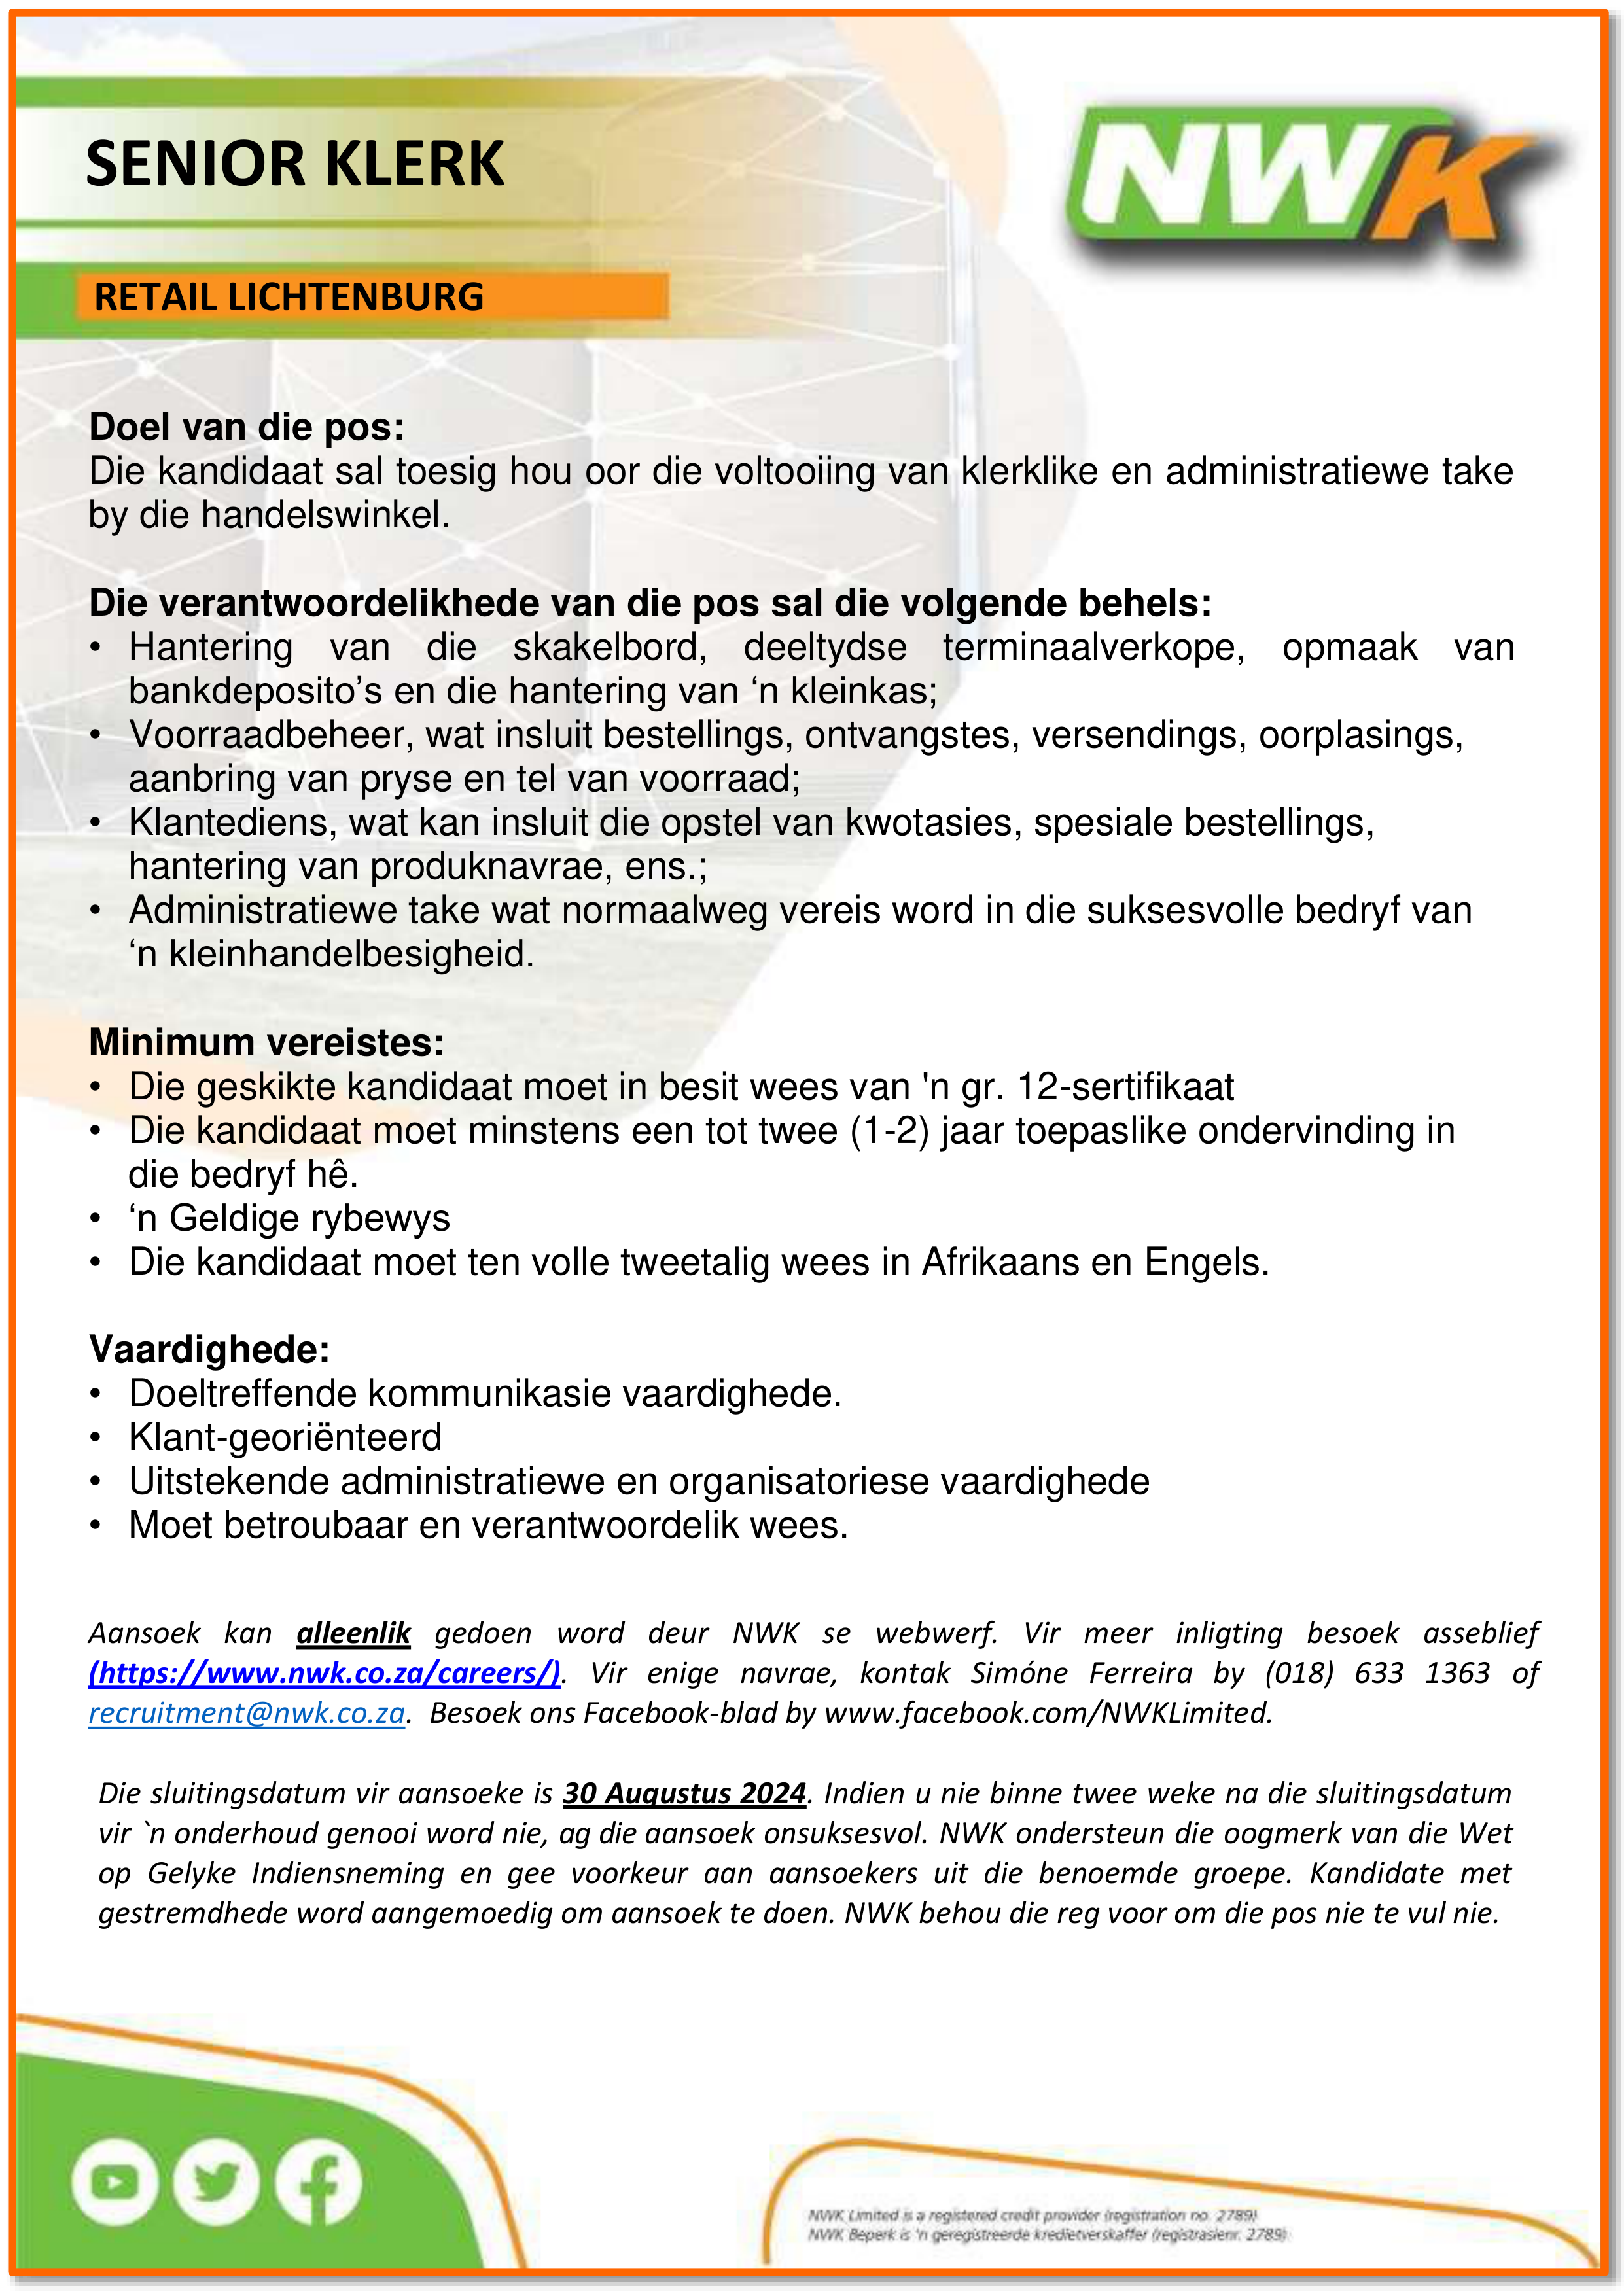 SENIOR KLERK
NWK
RETAIL LICHTENBURG
Doel van die pos:
Die kandidaat sal toesig hou oor die voltooiing van klerklike en administratiewe take
by die handelswinkel.
Die verantwoordelikhede van die pos sal die volgende behels:
• Hantering van die skakelbord, deeltydse terminaalverkope, opmaak van
bankdeposito’s en die hantering van ‘n kleinkas;
• Voorraadbeheer, wat insluit bestellings, ontvangstes, versendings, oorplasings,
aanbring van pryse en tel van voorraad;
• Klantediens, wat kan insluit die opstel van kwotasies, spesiale bestellings,
hantering van produknavrae, ens.;
• Administratiewe take wat normaalweg vereis word in die suksesvolle bedryf van
‘n kleinhandelbesigheid.
Minimum vereistes:
• Die geskikte kandidaat moet in besit wees van 'n gr. 12-sertifikaat
• Die kandidaat moet minstens een tot twee (1-2) jaar toepaslike ondervinding in
die bedryf hê.
• ‘n Geldige rybewys
• Die kandidaat moet ten volle tweetalig wees in Afrikaans en Engels.
Vaardighede:
• Doeltreffende kommunikasie vaardighede.
• Klant-georiënteerd
• Uitstekende administratiewe en organisatoriese vaardighede
• Moet betroubaar en verantwoordelik wees.
Aansoek kan alleenlik gedoen word deur NWK se webwerf. Vir meer inligting besoek asseblief
(https://www.nwk.co.za/careers/). Vir enige navrae, kontak Simóne Ferreira by (018) 633 1363 of
recruitment@nwk.co.za. Besoek ons Facebook-blad by www.facebook.com/NWKLimited.
Die sluitingsdatum vir aansoeke is 30 Augustus 2024. Indien u nie binne twee weke na die sluitingsdatum
vir `n onderhoud genooi word nie, ag die aansoek onsuksesvol. NWK ondersteun die oogmerk van die Wet
op Gelyke Indiensneming en gee voorkeur aan aansoekers uit die benoemde groepe. Kandidate met
gestremdhede word aangemoedig om aansoek te doen. NWK behou die reg voor om die pos nie te vul nie.
NWK Limited is a registered credit provider (registration no. 2789)
NWK Beperk is 'n geregistreerde kredietverskaffer (registrasienr. 2789)